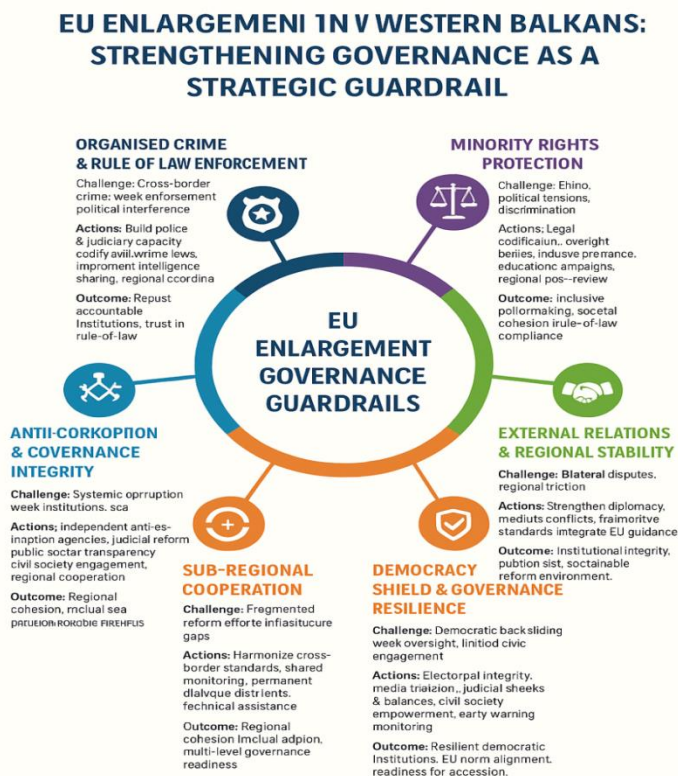 EU ENLARGEMENI 1N V WESTERN BALKANS:
STRENGTHENING GOVERNANCE AS A
STRATEGIC GUARDRAIL
ORGANISED CRIME
& RULE OF LAW ENFORCEMENT
Challenge: Cross-border
crime: week enforsement
political interference
Actions: Build police
& judiciary capacity
codify avil.wrime lews,
improment intelligence
sharing, regional ccordina
Outcome: Repust
accountable
Institutions, trust in
rule-of-law
MINORITY RIGHTS
PROTECTION
Challenge: Ehino,
political tensions,
discrimination
Actions; Legal
codificaiun.. overight
beriies, indusve prerrance.
educationc ampaigns,
regional pos--review
Outcome: inclusive
pollormaking, socetal
cohesion irule-of-law
compliance
EU
ENLARGEMENT
GOVERNANCE
GUARDRAILS
ANTII-CORKOPTION
& COVERNANCE
INTEGRITY
Challenge: Systemic oprruption
week institutions. sca
Actions; independent anti-es-
innaption agencies, judicial reform
public soctar transparency
civil society engagement,
regional cooperation
Outcome: Regional
cohesion, mclual sea
EXTERNAL RELATIONS
& REGIONAL STABILITY
Challenge: Blateral disputes,
regional triction
Actions: Strengthen diplomacy,
mediuts conflicts, fraimoritve
standards integrate EU guidance
Outcome: Institutional integrity,
pubtion sist, soctainable
reform environment.
SUB-REGIONAL
COOPERATION
Challenge: Fregmented
reform efforte infiasitucure
gaps
Actions: Harmonize cross-
border standards, shared
monitoring, permanent
dlalvque distrients.
fechnical assistance
Outcome: Regional
cohesion Imclual adpion,
multi-level governance
readiness
DEMOCRACY
SHIELD & GOVERNANCE
RESILIENCE
Challenge: Democratic back sliding
week oversight, linitiod civic
engagement
Actions: Electorpal integrity.
media triaizion,, judicial sheeks
& balances, civil society
empowerment, earty warning
monitoring
Outcome: Resilient democratic
Institutions. EU norm alignment.
readiness for accession.